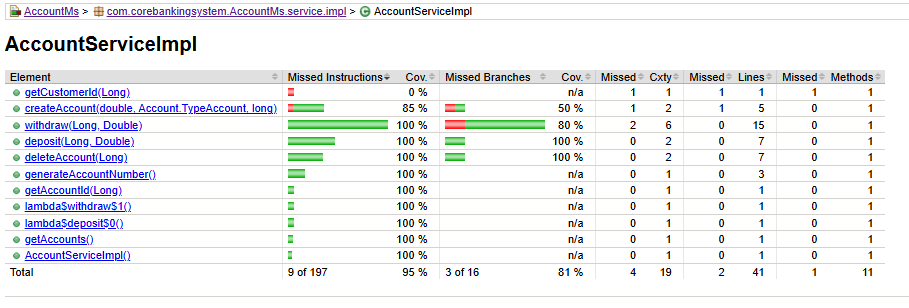 AccountMs > com.corebankingsystem.AccountMs.service.impl > AccountServiceImpl
AccountServiceImpl
Element Missed Instructions Cov. Missed Branches Cov. Missed Cxty Missed Lines Missed Methods
getCustomerId(Long) 0 % n/a 1 1 1 1 1 1
createAccount(double, Account.TypeAccount, long) 85 % 50 % 1 2 1 5 0 1
withdraw(Long, Double) 100 % 80 % 2 6 0 15 0 1
deposit(Long, Double) 100 % 100 % 0 2 0 7 0 1
deleteAccount(Long) 100 % 100 % 0 2 0 7 0 1
generateAccountNumber() 100 % n/a 0 1 0 3 0 1
getAccountId(Long) 100 % n/a 0 1 0 1 0 1
lambda$withdraw$1() 100 % n/a 0 1 0 1 0 1
lambda$deposit$0() 100 % n/a 0 1 0 1 0 1
getAccounts() 100 % n/a 0 1 0 1 0 1
AccountServiceImpl() 100 % n/a 0 1 0 1 0 1
Total 9 of 197 95 % 3 of 16 81 % 4 19 2 41 1 11